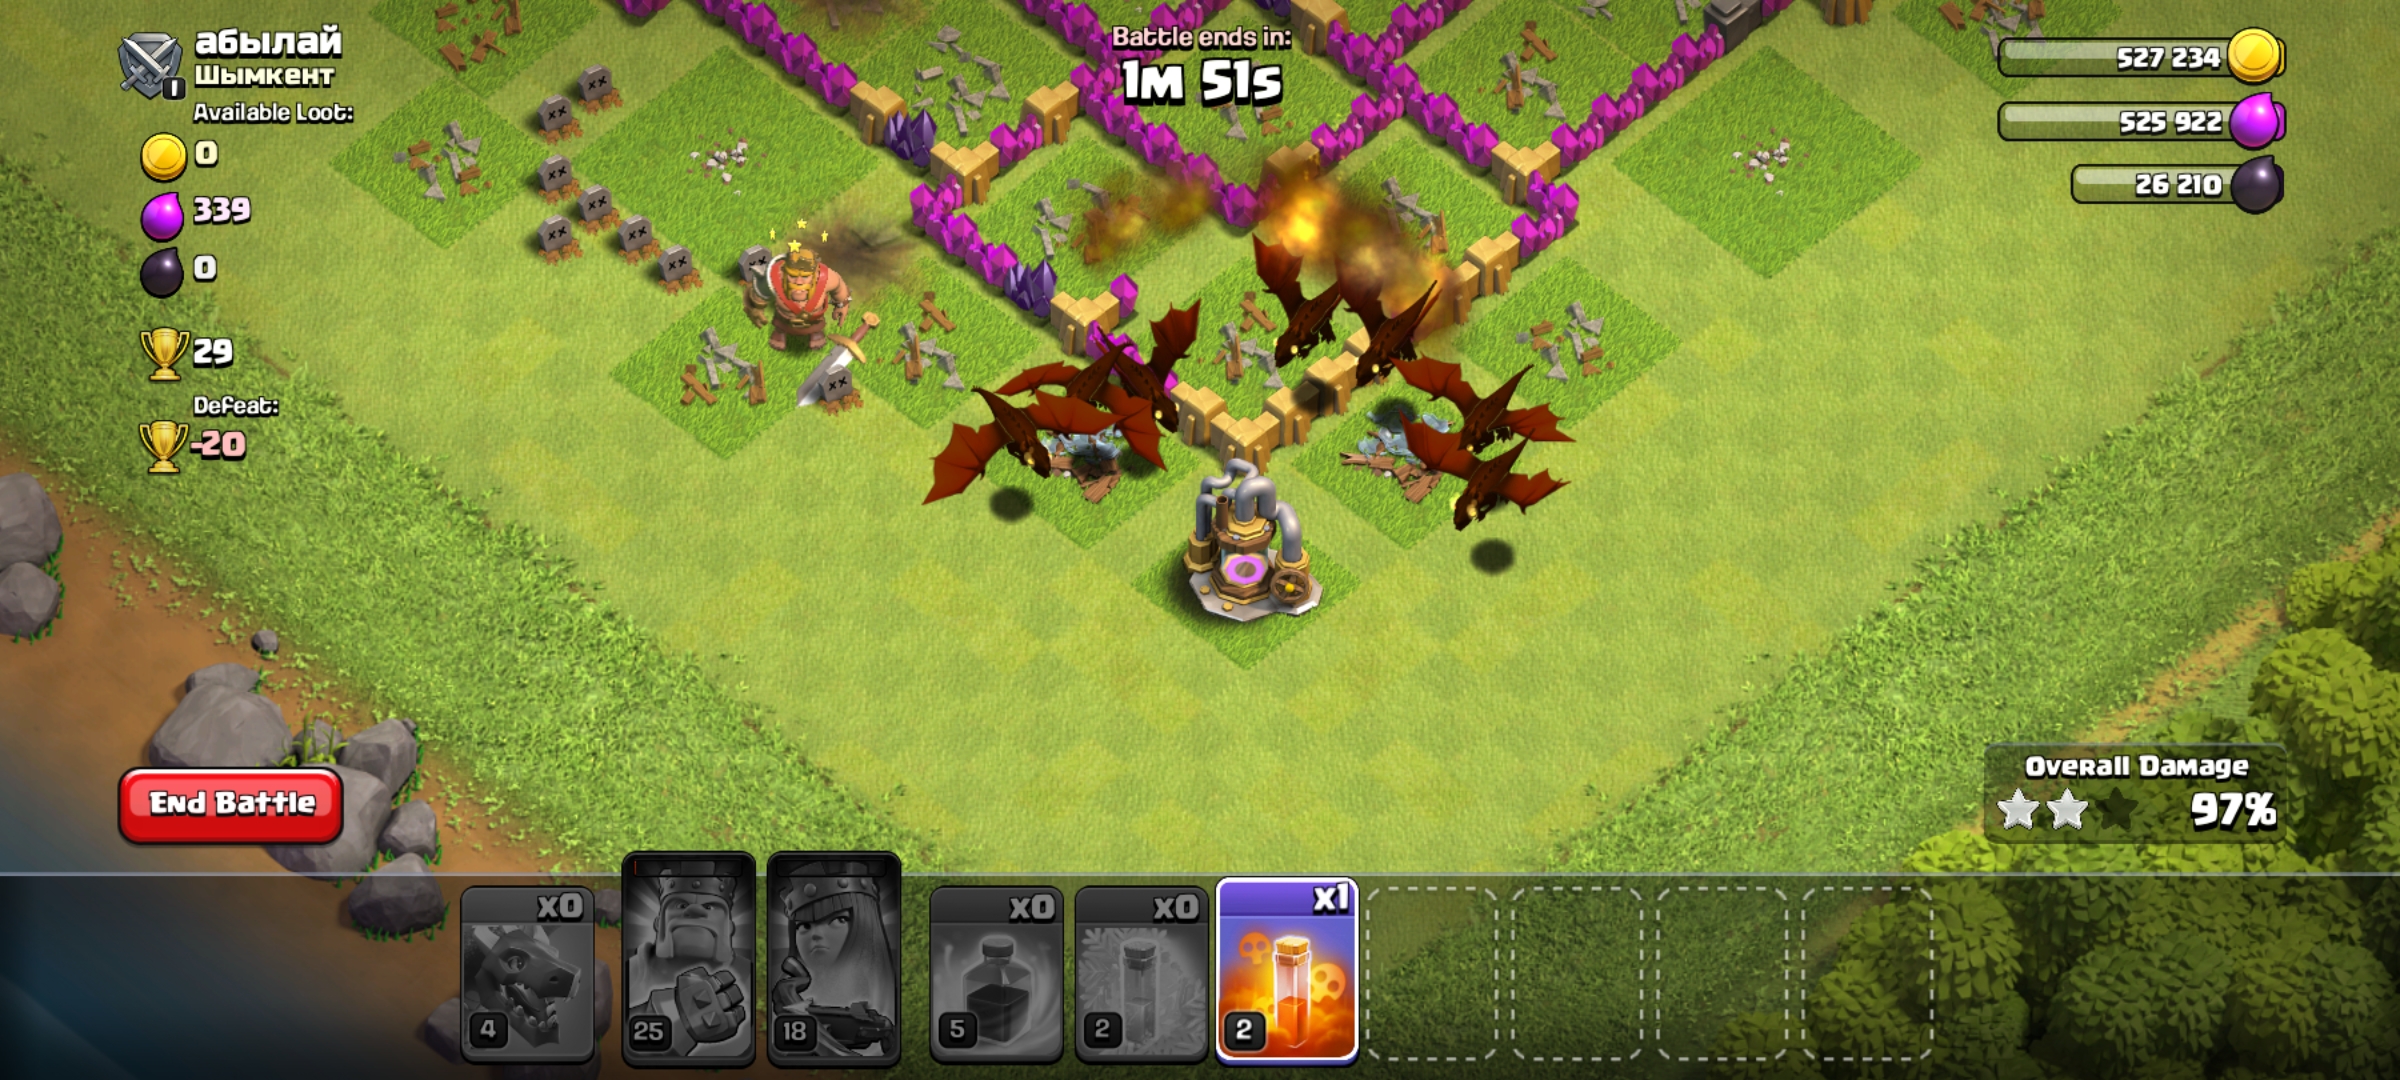 абылай
Шымкент
I
Available Loot:
0
339
0
29
Defeat:
-20
Battle ends in:
1m 51s
527 234
525 922
26 210
End Battle
Overall Damage
97%
x0
4
25
18
x0
5
x0
2
x1
2